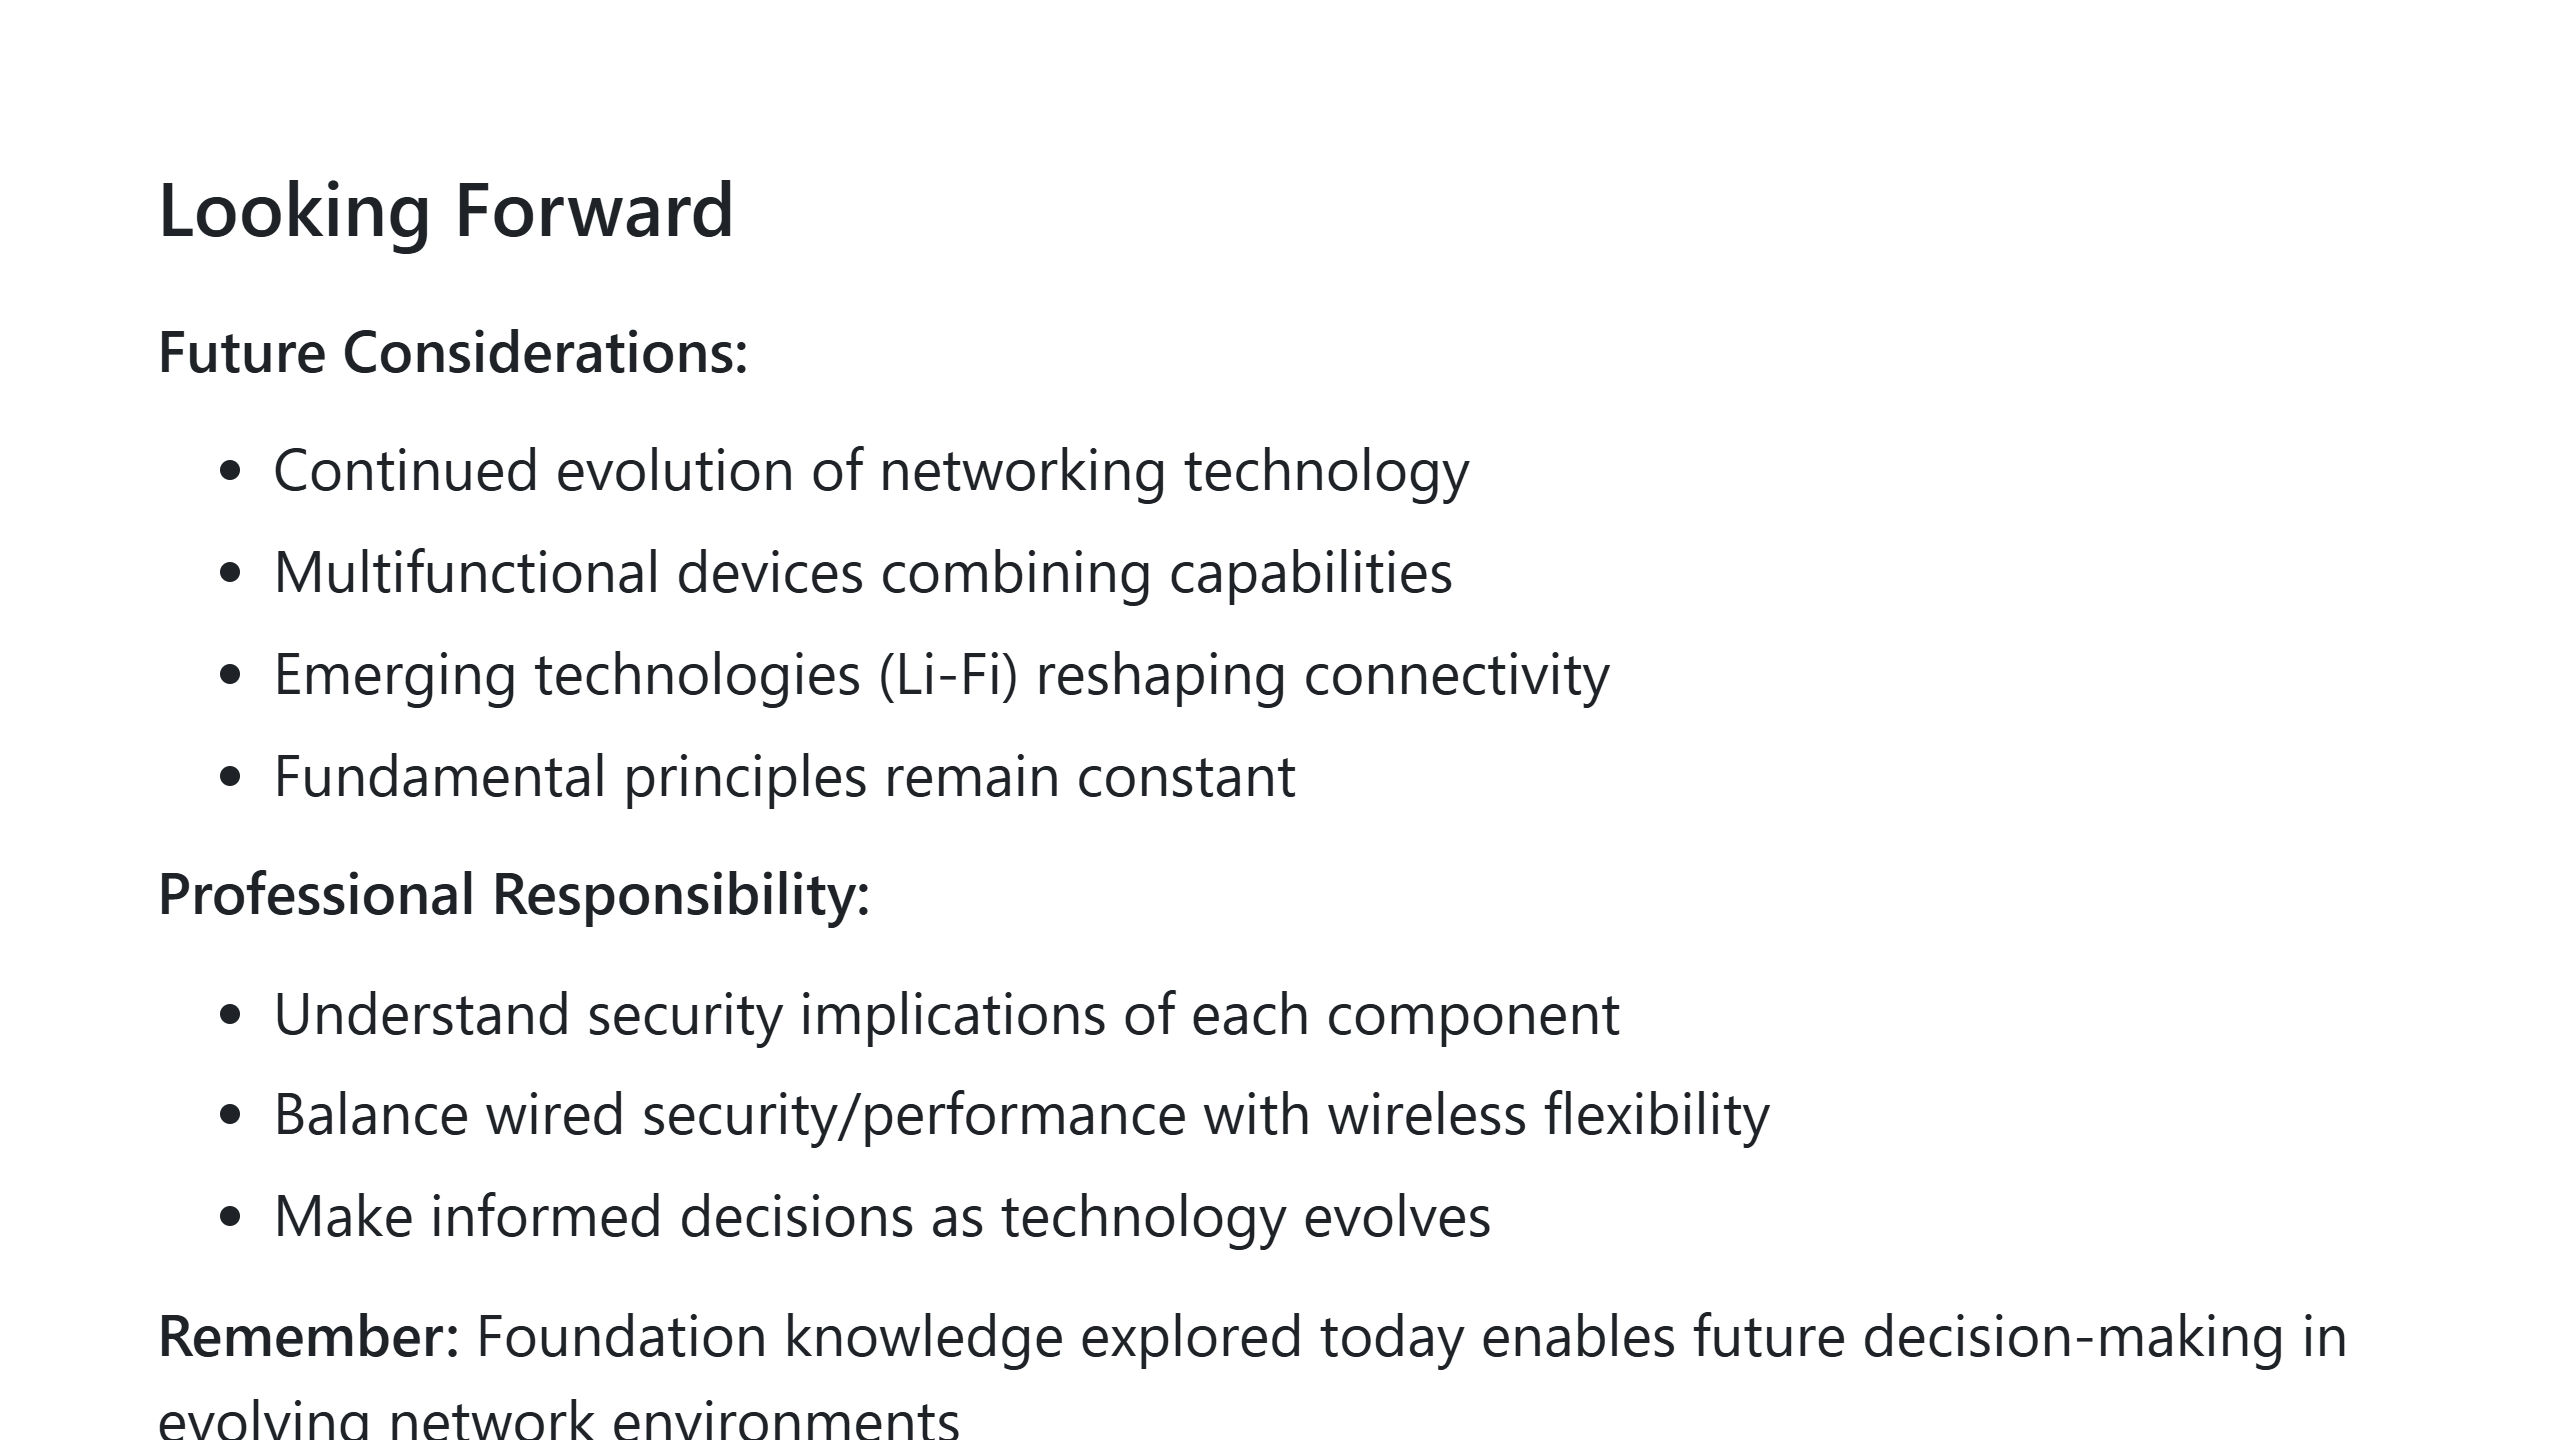 Looking Forward
Future Considerations:
• Continued evolution of networking technology
• Multifunctional devices combining capabilities
• Emerging technologies (Li-Fi) reshaping connectivity
• Fundamental principles remain constant
Professional Responsibility:
• Understand security implications of each component
• Balance wired security/performance with wireless flexibility
• Make informed decisions as technology evolves
Remember: Foundation knowledge explored today enables future decision-making in
evolving network environments